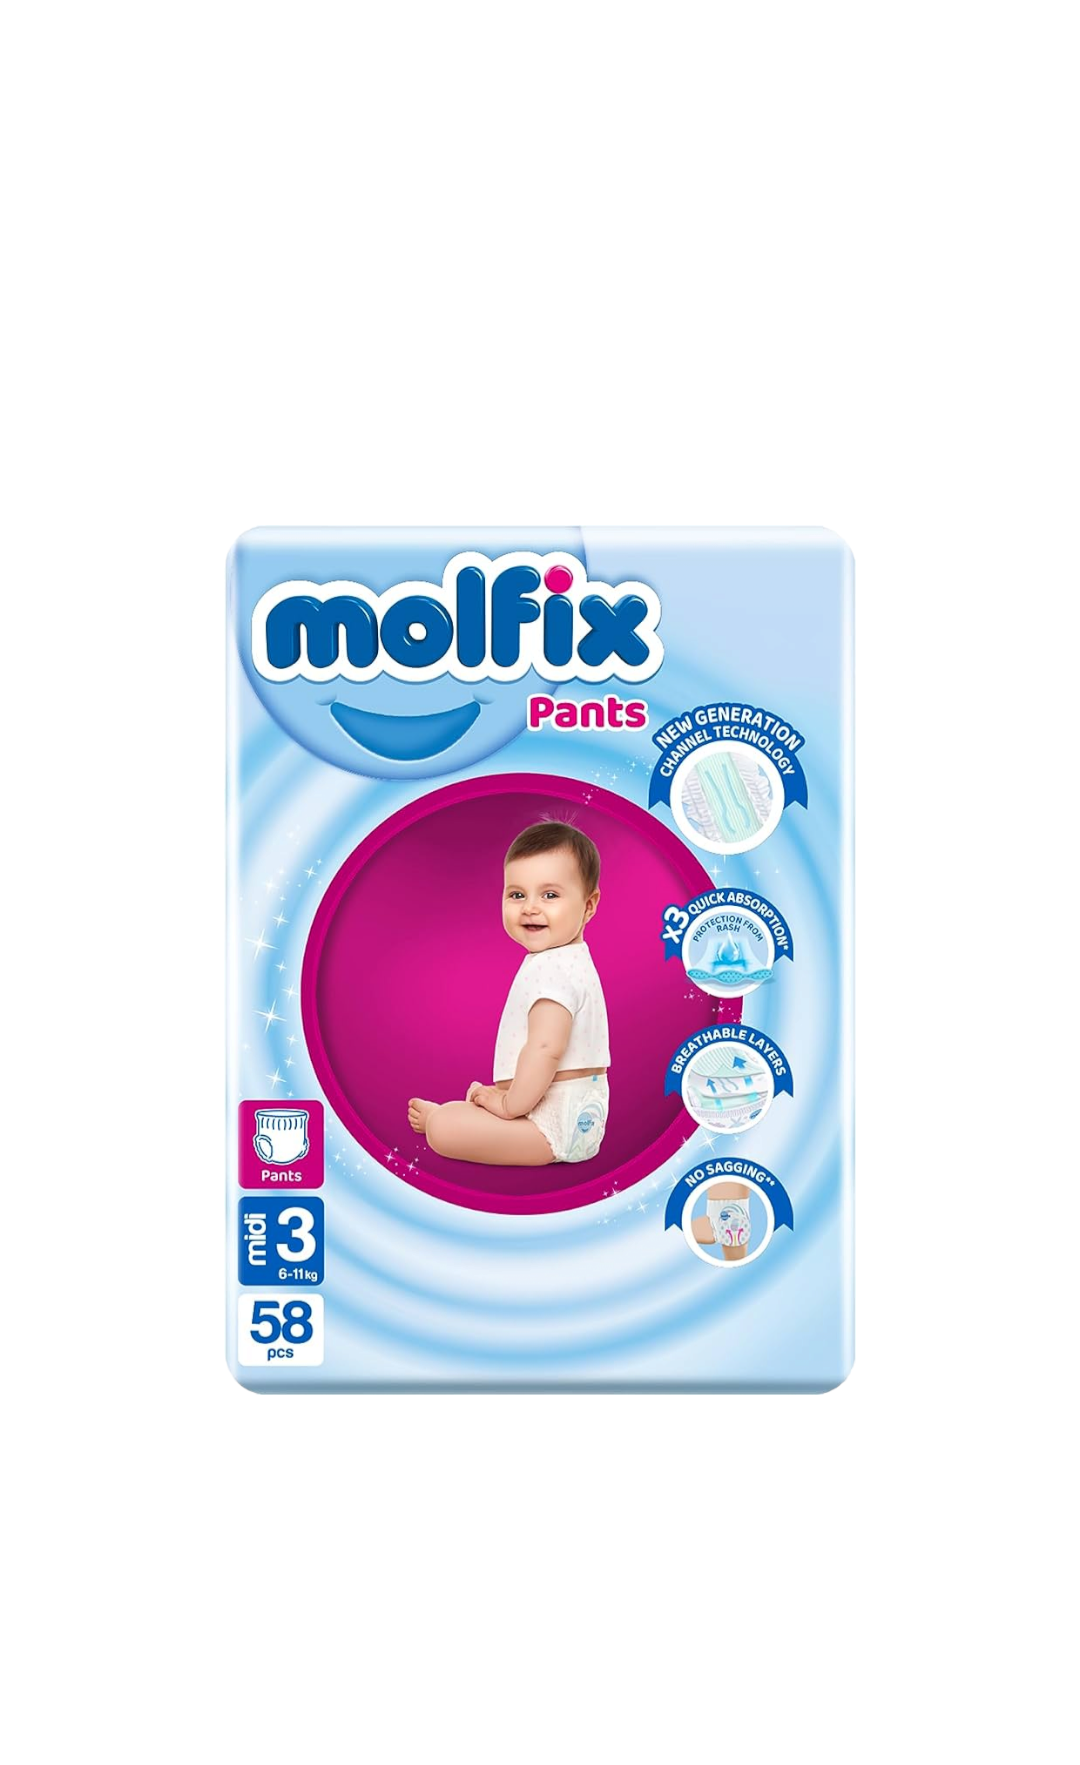 molfix
Pants
NEW GENERATION
CHANNEL TECHNOLOGY
x3 QUICK ABSORPTION*
PROTECTION FROM
RASH
BREATHABLE LAYERS
NO SAGGING**
Pants
midi 3
6-11kg
58
pcs
molfix